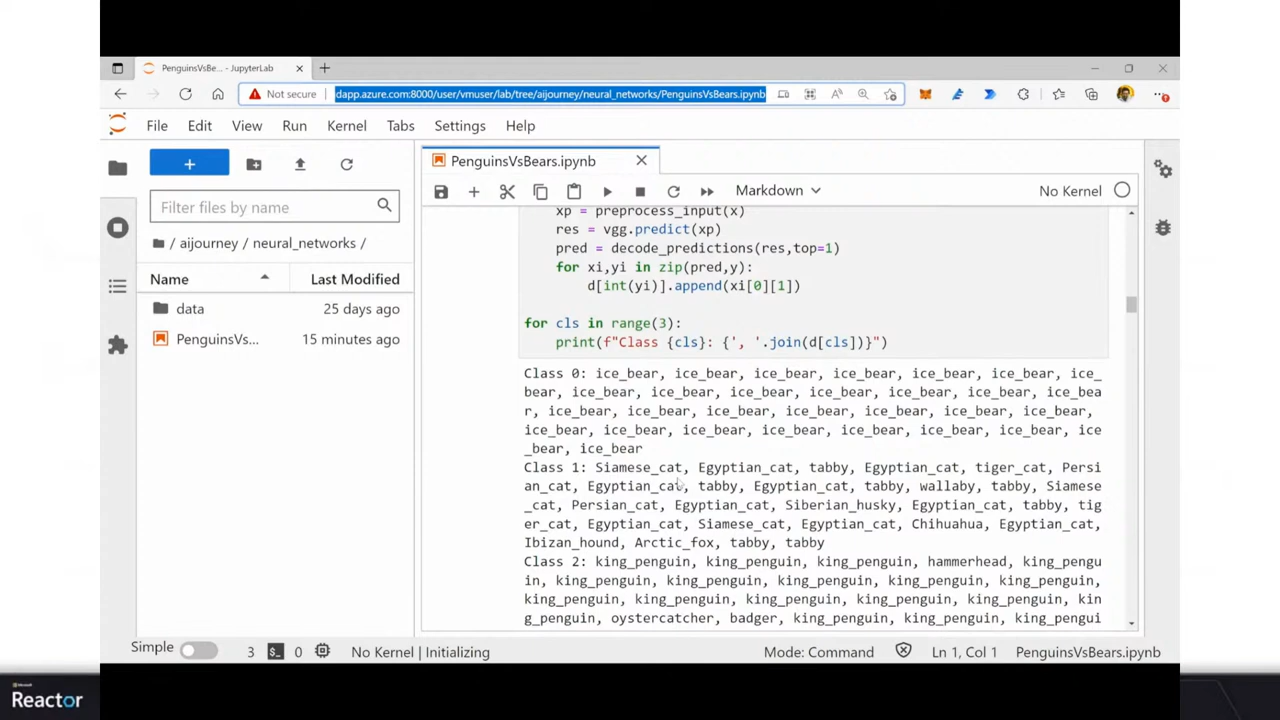 PenguinsVsBe... - JupyterLab
Not secure
dapp.azure.com:8000/user/vmuser/lab/tree/aijourney/neural_networks/PenguinsVsBears.ipynb
File Edit View Run Kernel Tabs Settings Help
PenguinsVsBears.ipynb
Markdown
No Kernel
Filter files by name
/ aijourney / neural_networks /
Name Last Modified
data 25 days ago
PenguinsVs... 15 minutes ago
xp = preprocess_input(x)
res = vgg.predict(xp)
pred = decode_predictions(res,top=1)
for xi,yi in zip(pred,y):
d[int(yi)].append(xi[0][1])
for cls in range(3):
print(f"Class {cls}: {', '.join(d[cls])}")
Class 0: ice_bear, ice_bear, ice_bear, ice_bear, ice_bear, ice_bear, ice_
bear, ice_bear, ice_bear, ice_bear, ice_bear, ice_bear, ice_bear, ice_bea
r, ice_bear, ice_bear, ice_bear, ice_bear, ice_bear, ice_bear, ice_bear,
ice_bear, ice_bear, ice_bear, ice_bear, ice_bear, ice_bear, ice_bear, ice
_bear, ice_bear
Class 1: Siamese_cat, Egyptian_cat, tabby, Egyptian_cat, tiger_cat, Persi
an_cat, Egyptian_cat, tabby, Egyptian_cat, tabby, wallaby, tabby, Siamese
_cat, Persian_cat, Egyptian_cat, Siberian_husky, Egyptian_cat, tabby, tig
er_cat, Egyptian_cat, Siamese_cat, Egyptian_cat, Chihuahua, Egyptian_cat,
Ibizan_hound, Arctic_fox, tabby, tabby
Class 2: king_penguin, king_penguin, king_penguin, hammerhead, king_pengu
in, king_penguin, king_penguin, king_penguin, king_penguin, king_penguin,
king_penguin, king_penguin, king_penguin, king_penguin, king_penguin, kin
g_penguin, oystercatcher, badger, king_penguin, king_penguin, king_pengui
Simple 3 0 No Kernel | Initializing Mode: Command Ln 1, Col 1 PenguinsVsBears.ipynb
Microsoft
Reactor